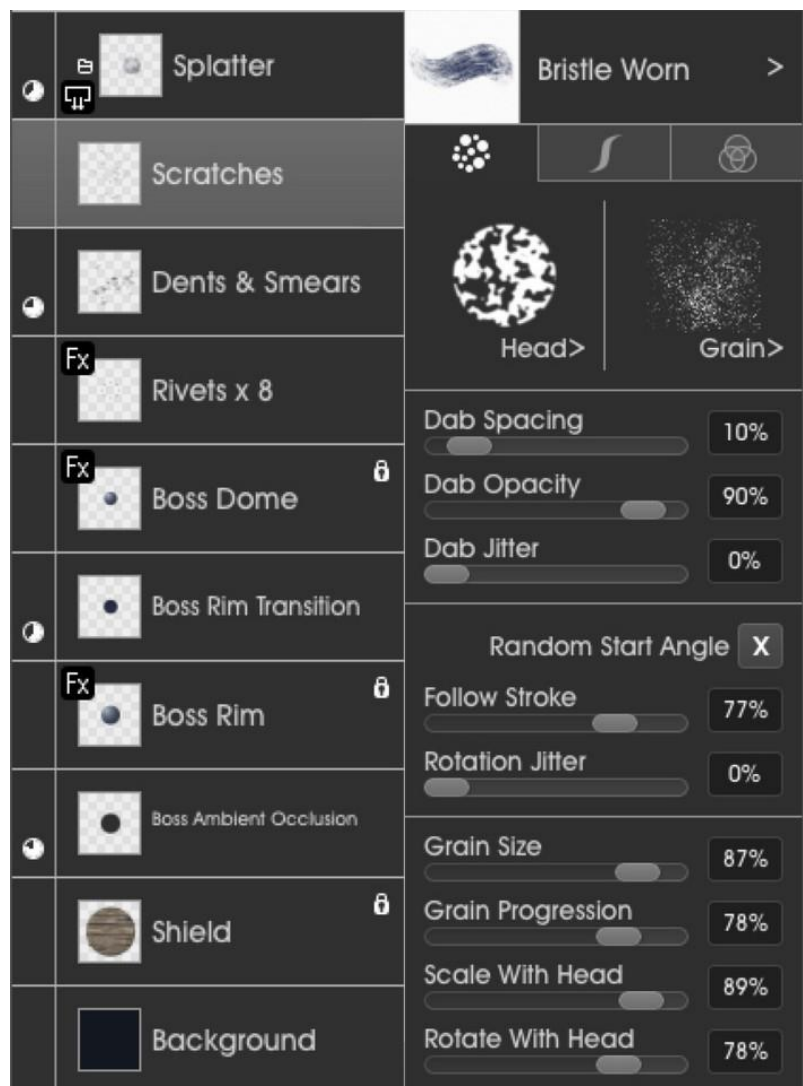 Splatter
Scratches
Dents & Smears
Fx
Rivets x 8
Fx
Boss Dome
Boss Rim Transition
Fx
Boss Rim
Boss Ambient Occlusion
Shield
Background
Bristle Worn >
Head>
Grain>
Dab Spacing
10%
Dab Opacity
90%
Dab Jitter
0%
Random Start Angle X
Follow Stroke
77%
Rotation Jitter
0%
Grain Size
87%
Grain Progression
78%
Scale With Head
89%
Rotate With Head
78%